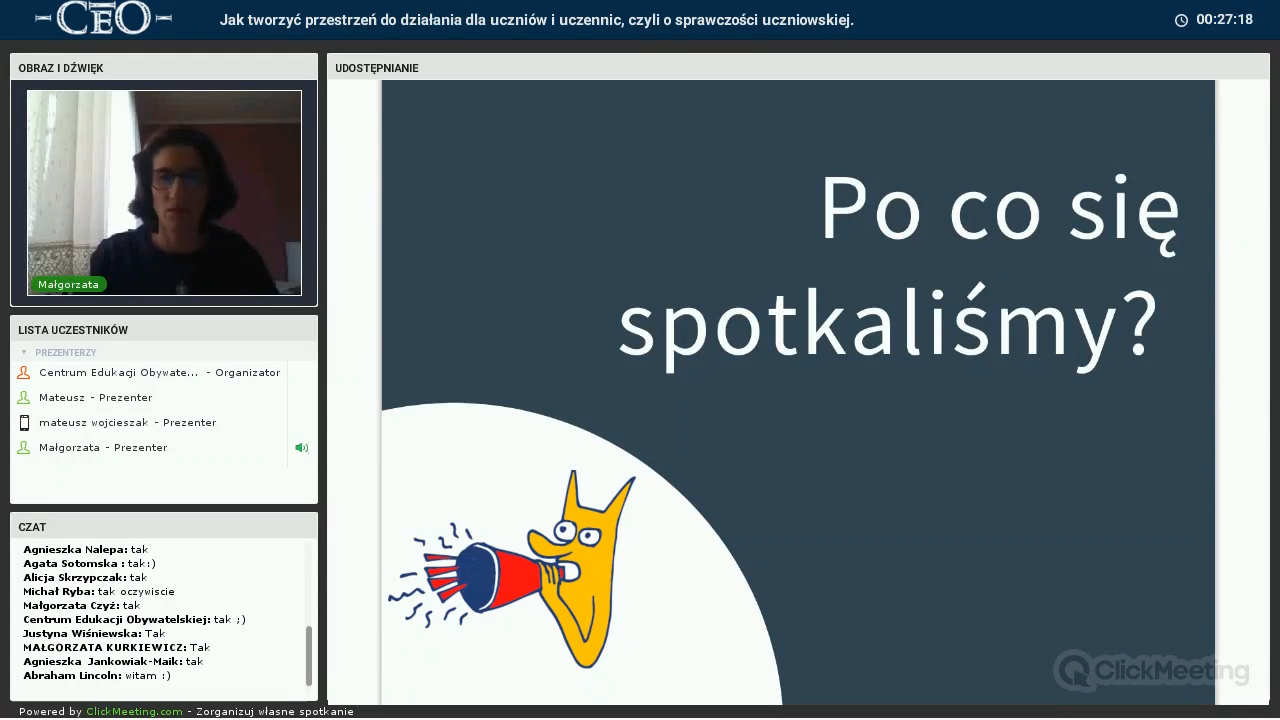 CEO
Jak tworzyć przestrzeń do działania dla uczniów i uczennic, czyli o sprawczości uczniowskiej.
00:27:18
OBRAZ I DŹWIĘK
Małgorzata
LISTA UCZESTNIKÓW
PREZENTERZY
Centrum Edukacji Obywate... - Organizator
Mateusz - Prezenter
mateusz wojcieszak - Prezenter
Małgorzata - Prezenter
CZAT
Agnieszka Nalepa: tak
Agata Sotomska : tak:)
Alicja Skrzypczak: tak
Michał Ryba: tak oczywiscie
Małgorzata Czyż: tak
Centrum Edukacji Obywatelskiej: tak ;)
Justyna Wiśniewska: Tak
MAŁGORZATA KURKIEWICZ: Tak
Agnieszka Jankowiak-Maik: tak
Abraham Lincoln: witam :)
UDOSTĘPNIANIE
Po co się
spotkaliśmy?
ClickMeeting
Powered by ClickMeeting.com - Zorganizuj własne spotkanie